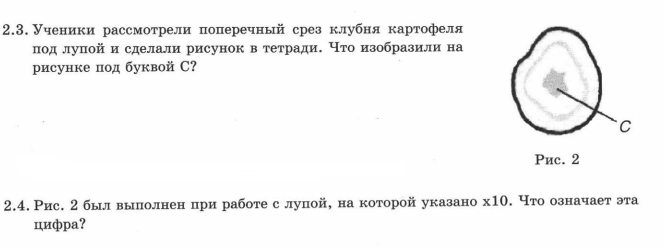 2.3. Ученики рассмотрели поперечный срез клубня картофеля
под лупой и сделали рисунок в тетради. Что изобразили на
рисунке под буквой С?
С
Рис. 2
2.4. Рис. 2 был выполнен при работе с лупой, на которой указано х10. Что означает эта
цифра?